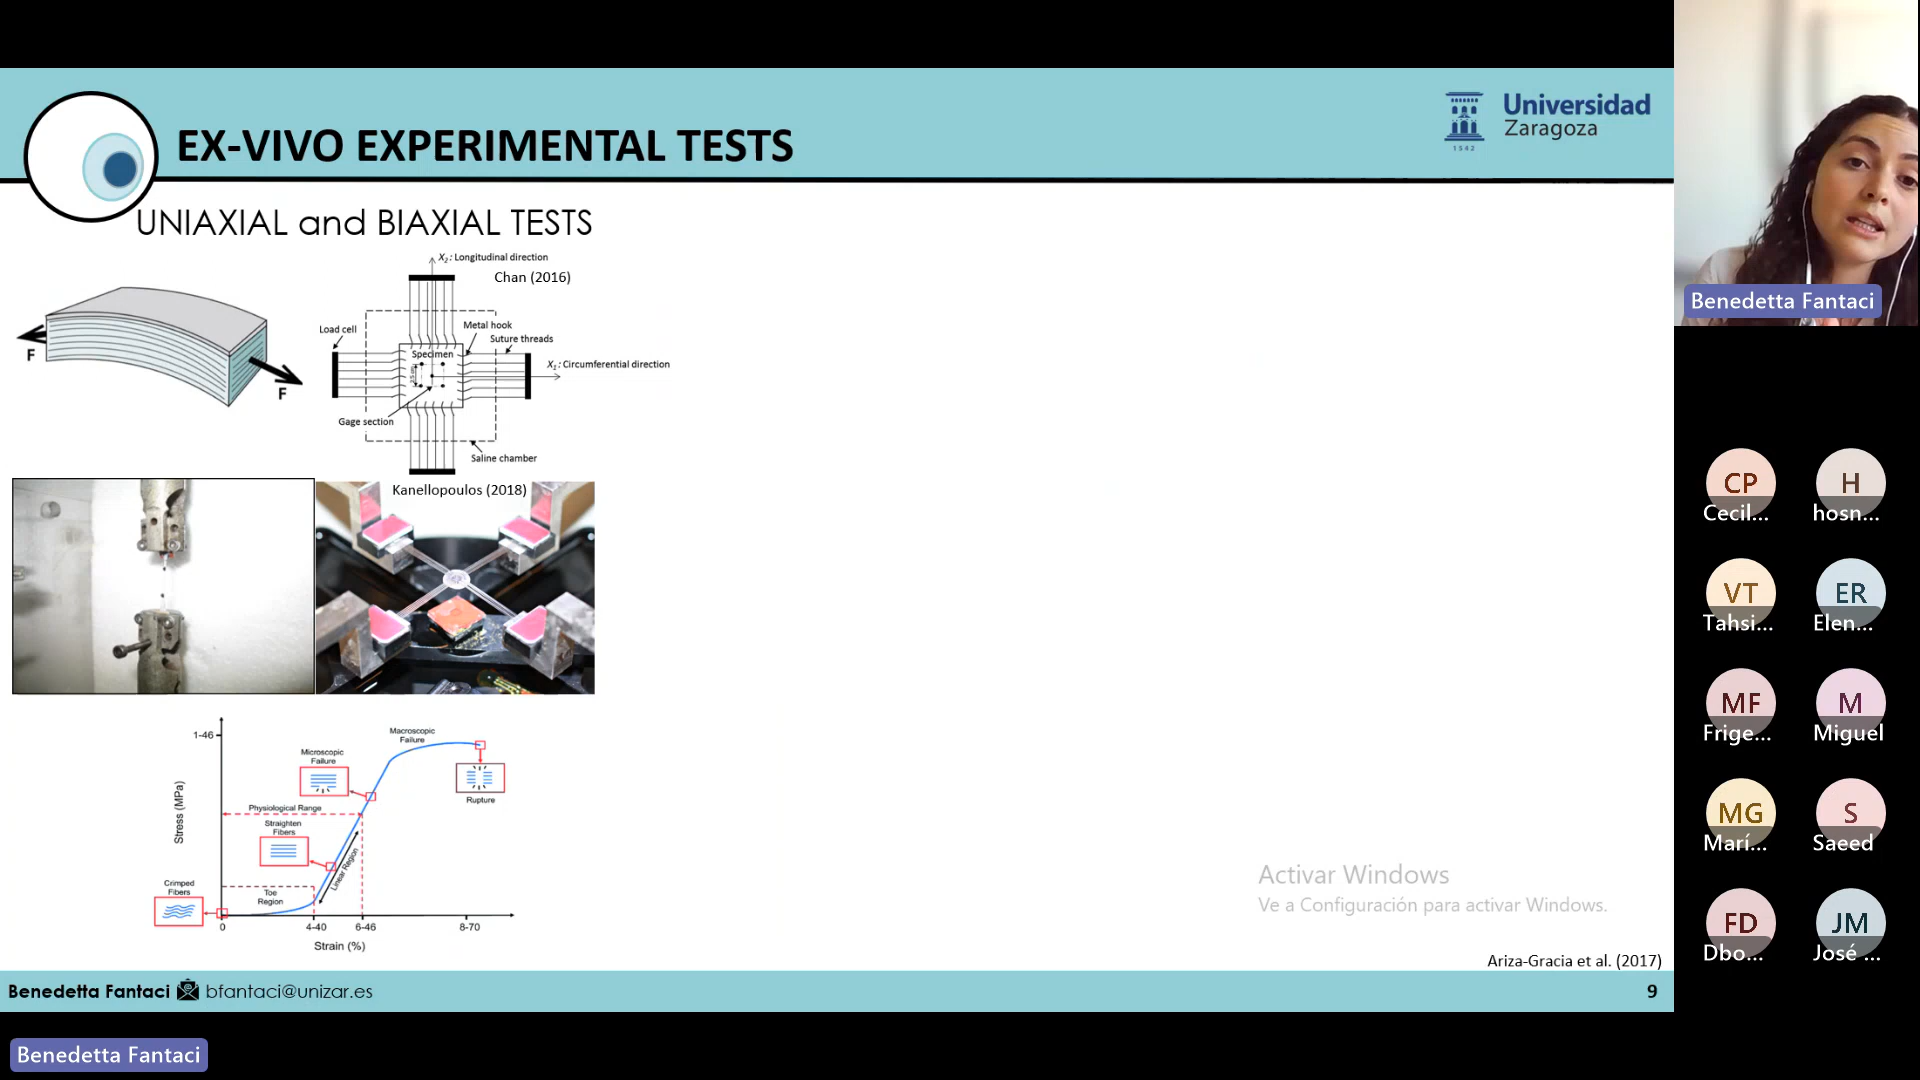 EX-VIVO EXPERIMENTAL TESTS
Universidad
Zaragoza
1542
UNIAXIAL and BIAXIAL TESTS
X2: Longitudinal direction
Chan (2016)
Load cell
Metal hook
Suture threads
Specimen
X1: Circumferential direction
Gage section
Saline chamber
F
F
Kanellopoulos (2018)
1-46
Stress (MPa)
Macroscopic
Failure
Microscopic
Failure
Rupture
Physiological Range
Straighten
Fibers
Linear Region
Crimped
Fibers
Toe
Region
0
4-40
6-46
8-70
Strain (%)
Activar Windows
Ve a Configuración para activar Windows.
Ariza-Gracia et al. (2017)
Benedetta Fantaci bfantaci@unizar.es
9
Benedetta Fantaci
Benedetta Fantaci
CP
Cecil...
H
hosn...
VT
Tahsi...
ER
Elen...
MF
Frige...
M
Miguel
MG
Marí...
S
Saeed
FD
Dbo...
JM
José ...